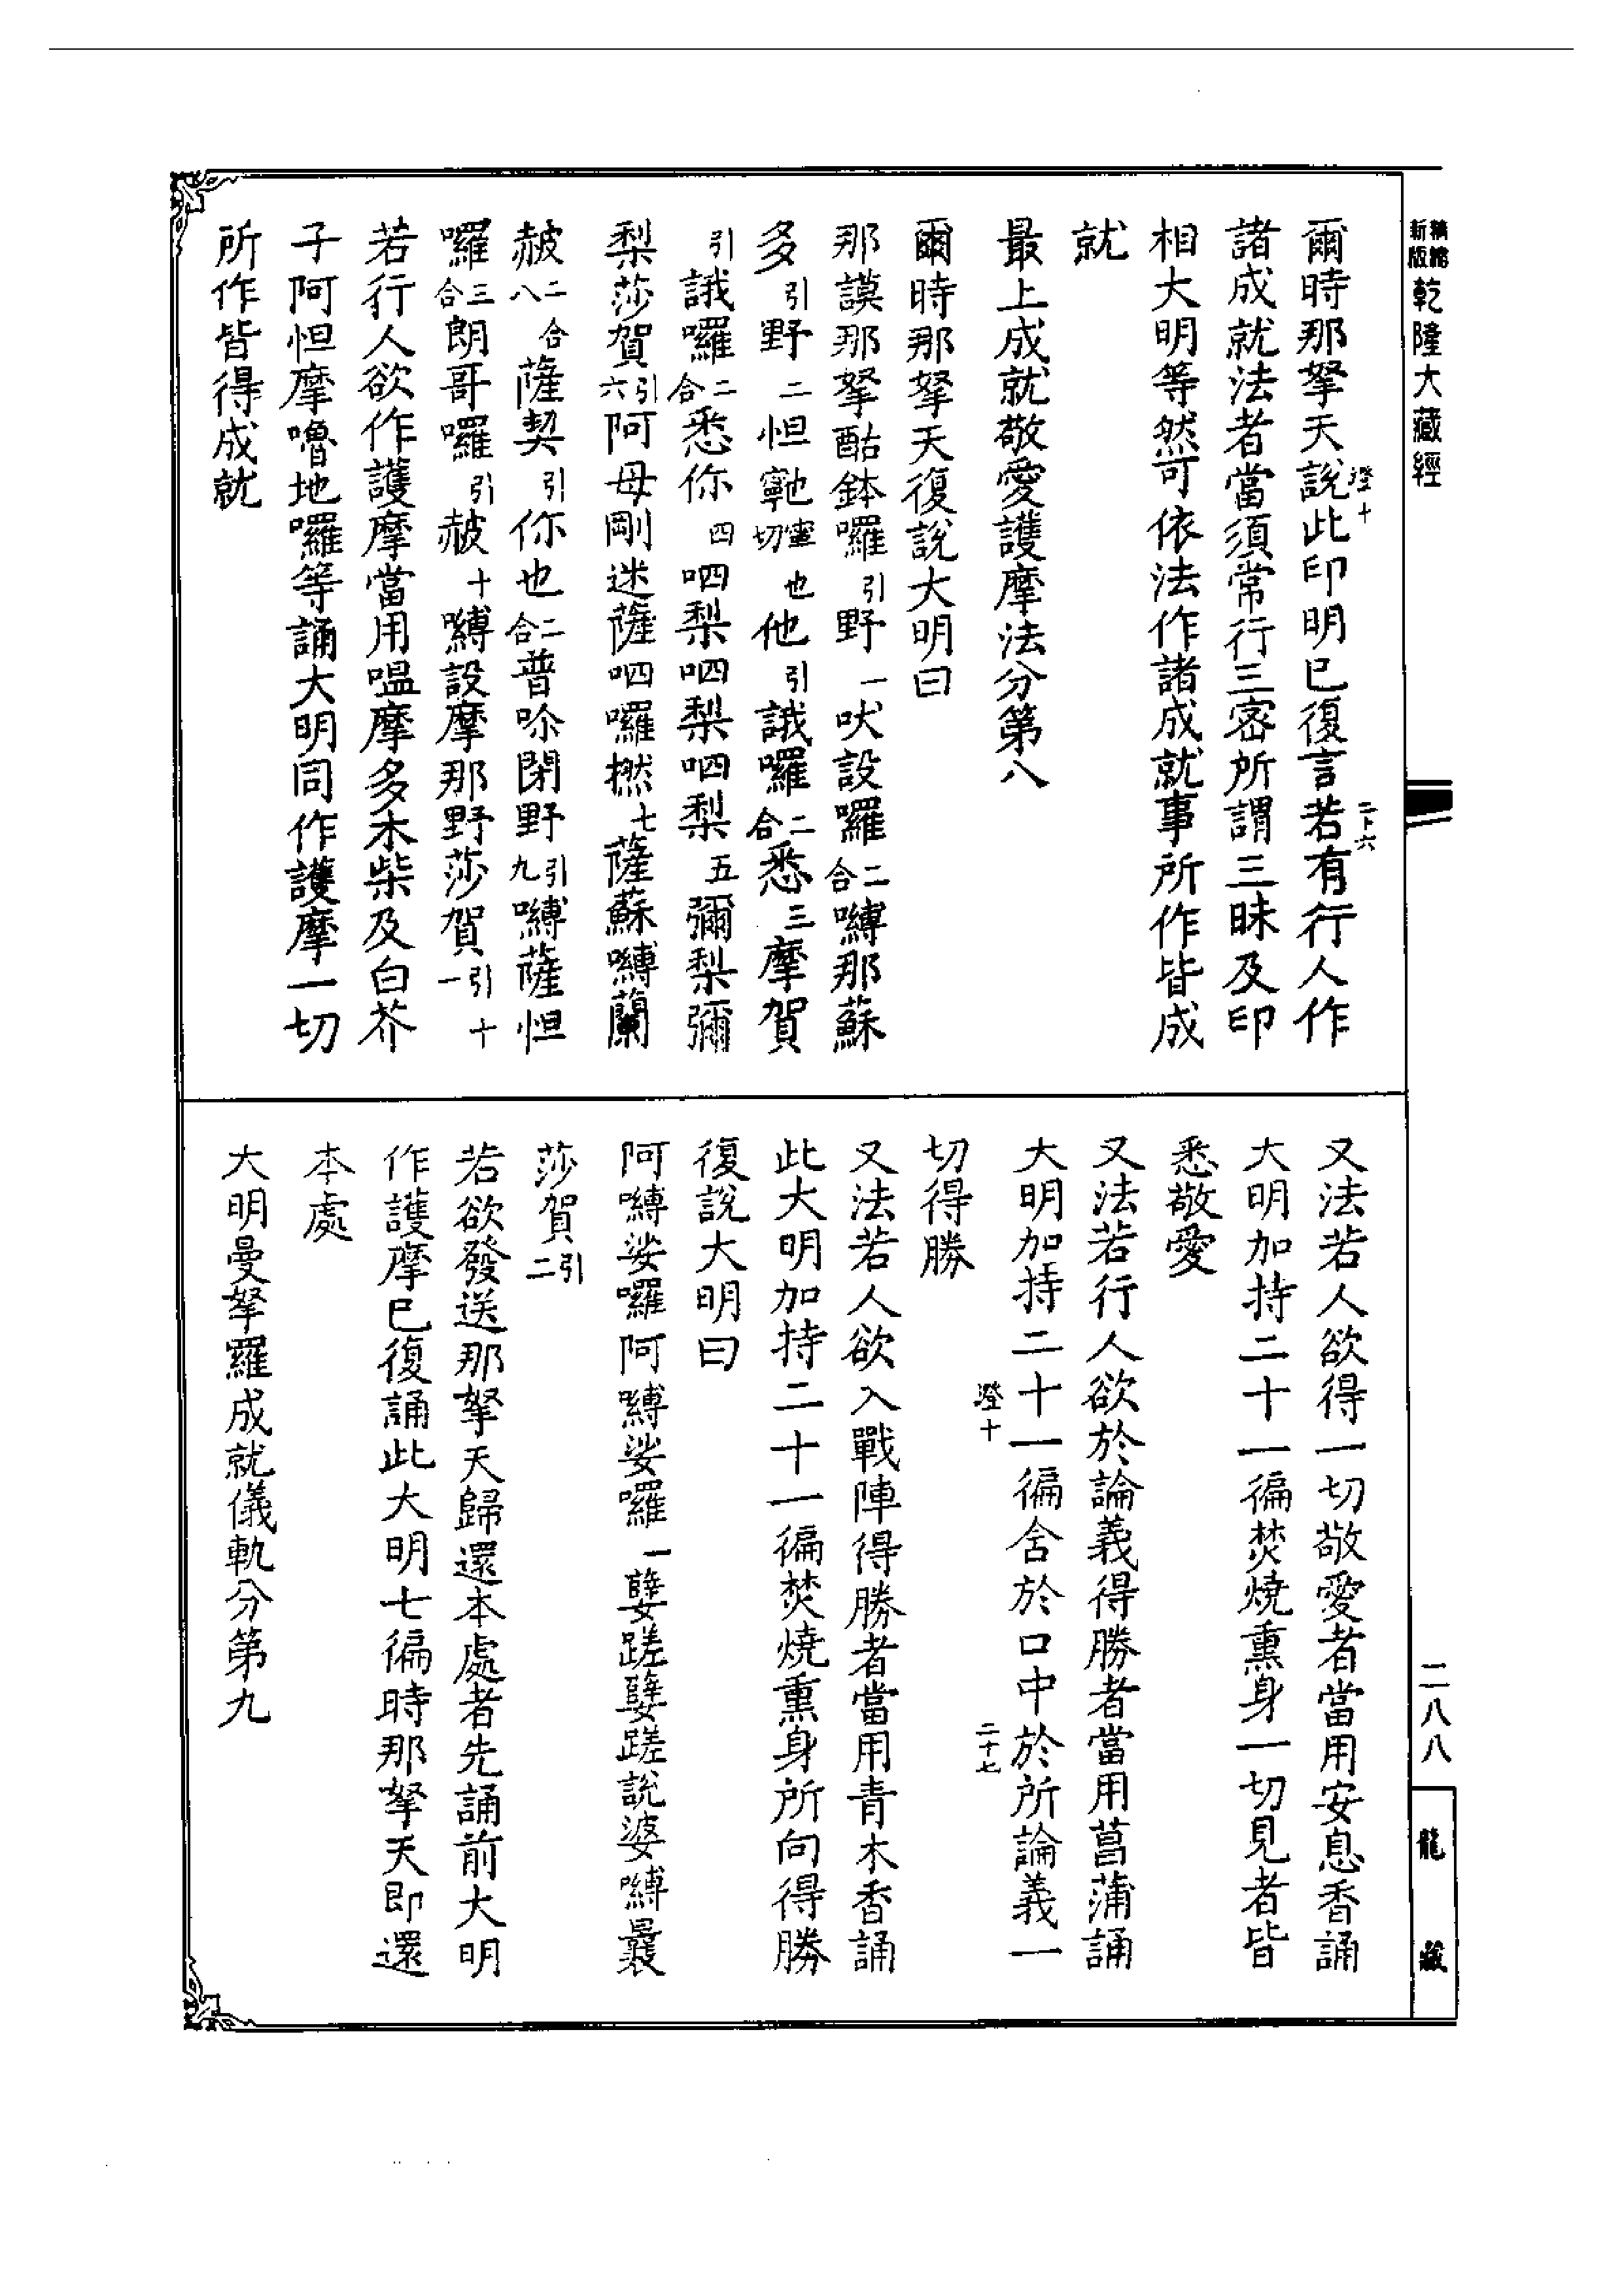 新版精縮乾隆大藏經
爾時那拏天說此印明已復言若有行人作
澄十
二十六
諸成就法者當須常行三密所謂三昧及印
相大明等然可依法作諸成就事所作皆成
就
最上成就敬愛護摩法分第八
爾時那拏天復說大明曰
那謨那拏酤鉢囉引野一吠設囉二合嚩那蘇
多引野二怛寧也切寧也他引誐囉二合悉三摩賀
引誐囉二合悉你四呬梨呬梨呬梨五彌梨彌
梨莎賀引六阿母剛迷薩呬囉撚七薩蘇嚩蘭
赧二合八薩契引你也二合普吩閉野引九嚩薩怛
囉三合朗哥囉引赧十嚩設摩那野莎賀引十一
若行人欲作護摩當用嗢摩多木柴及白芥
子阿怛摩嚕地囉等誦大明同作護摩一切
所作皆得成就
又法若人欲得一切敬愛者當用安息香誦
大明加持二十一徧焚燒熏身一切見者皆
悉敬愛
又法若行人欲於論義得勝者當用菖蒲誦
大明加持二十一徧含於口中於所論義一
澄十
二十七
切得勝
又法若人欲入戰陣得勝者當用青木香誦
此大明加持二十一徧焚燒熏身所向得勝
復說大明曰
阿嚩娑囉阿嚩娑囉一孽蹉孽蹉說婆嚩曩
莎賀引二
若欲發送那拏天歸還本處者先誦前大明
作護摩已復誦此大明七徧時那拏天即還
本處
大明曼拏羅成就儀軌分第九
二八八
龍藏